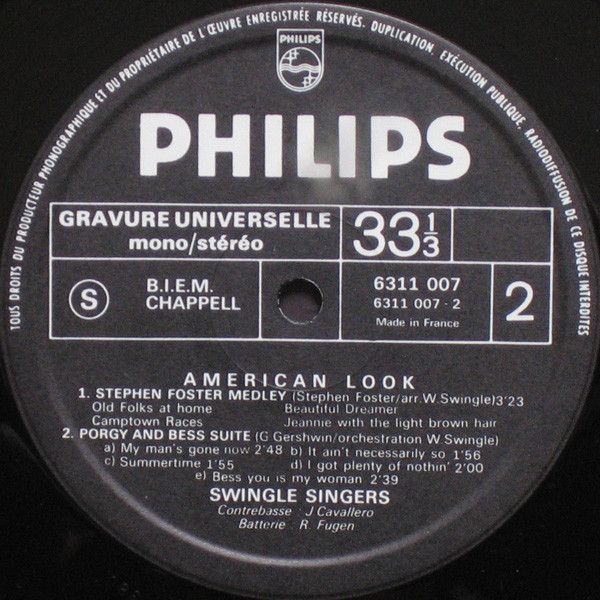 TOUS DROITS DU PRODUCTEUR PHONOGRAPHIQUE ET DU PROPRIÉTAIRE DE L'ŒUVRE ENREGISTRÉE RÉSERVÉS. DUPLICATION, EXÉCUTION PUBLIQUE, RADIODIFFUSION DE CE DISQUE INTERDITES
PHILIPS
PHILIPS
GRAVURE UNIVERSELLE
mono/stéréo
33 1/3
S
B.I.E.M.
CHAPPELL
6311 007
6311 007 - 2
Made in France
2
AMERICAN LOOK
1. STEPHEN FOSTER MEDLEY (Stephen Foster/arr.W.Swingle)3'23
Old Folks at home Beautiful Dreamer
Camptown Races Jeannie with the light brown hair
2. PORGY AND BESS SUITE (G Gershwin/orchestration W.Swingle)
a) My man's gone now 2'48 b) It ain't necessarily so 1'56
c) Summertime 1'55 d) I got plenty of nothin' 2'00
e) Bess you is my woman 2'39
SWINGLE SINGERS
Contrebasse : J Cavallero
Batterie : R. Fugen